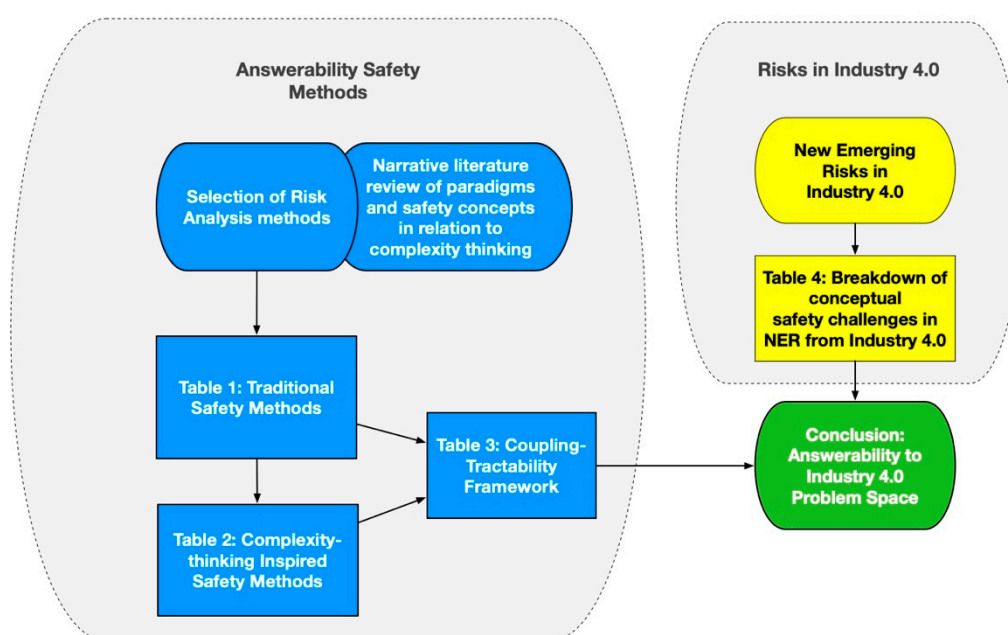 Answerability Safety
Methods
Selection of Risk
Analysis methods
Narrative literature
review of paradigms
and safety concepts
in relation to
complexity thinking
Table 1: Traditional
Safety Methods
Table 2: Complexity-
thinking Inspired
Safety Methods
Table 3: Coupling-
Tractability
Framework
Risks in Industry 4.0
New Emerging
Risks in
Industry 4.0
Table 4: Breakdown of
conceptual
safety challenges in
NER from Industry 4.0
Conclusion:
Answerability to
Industry 4.0
Problem Space